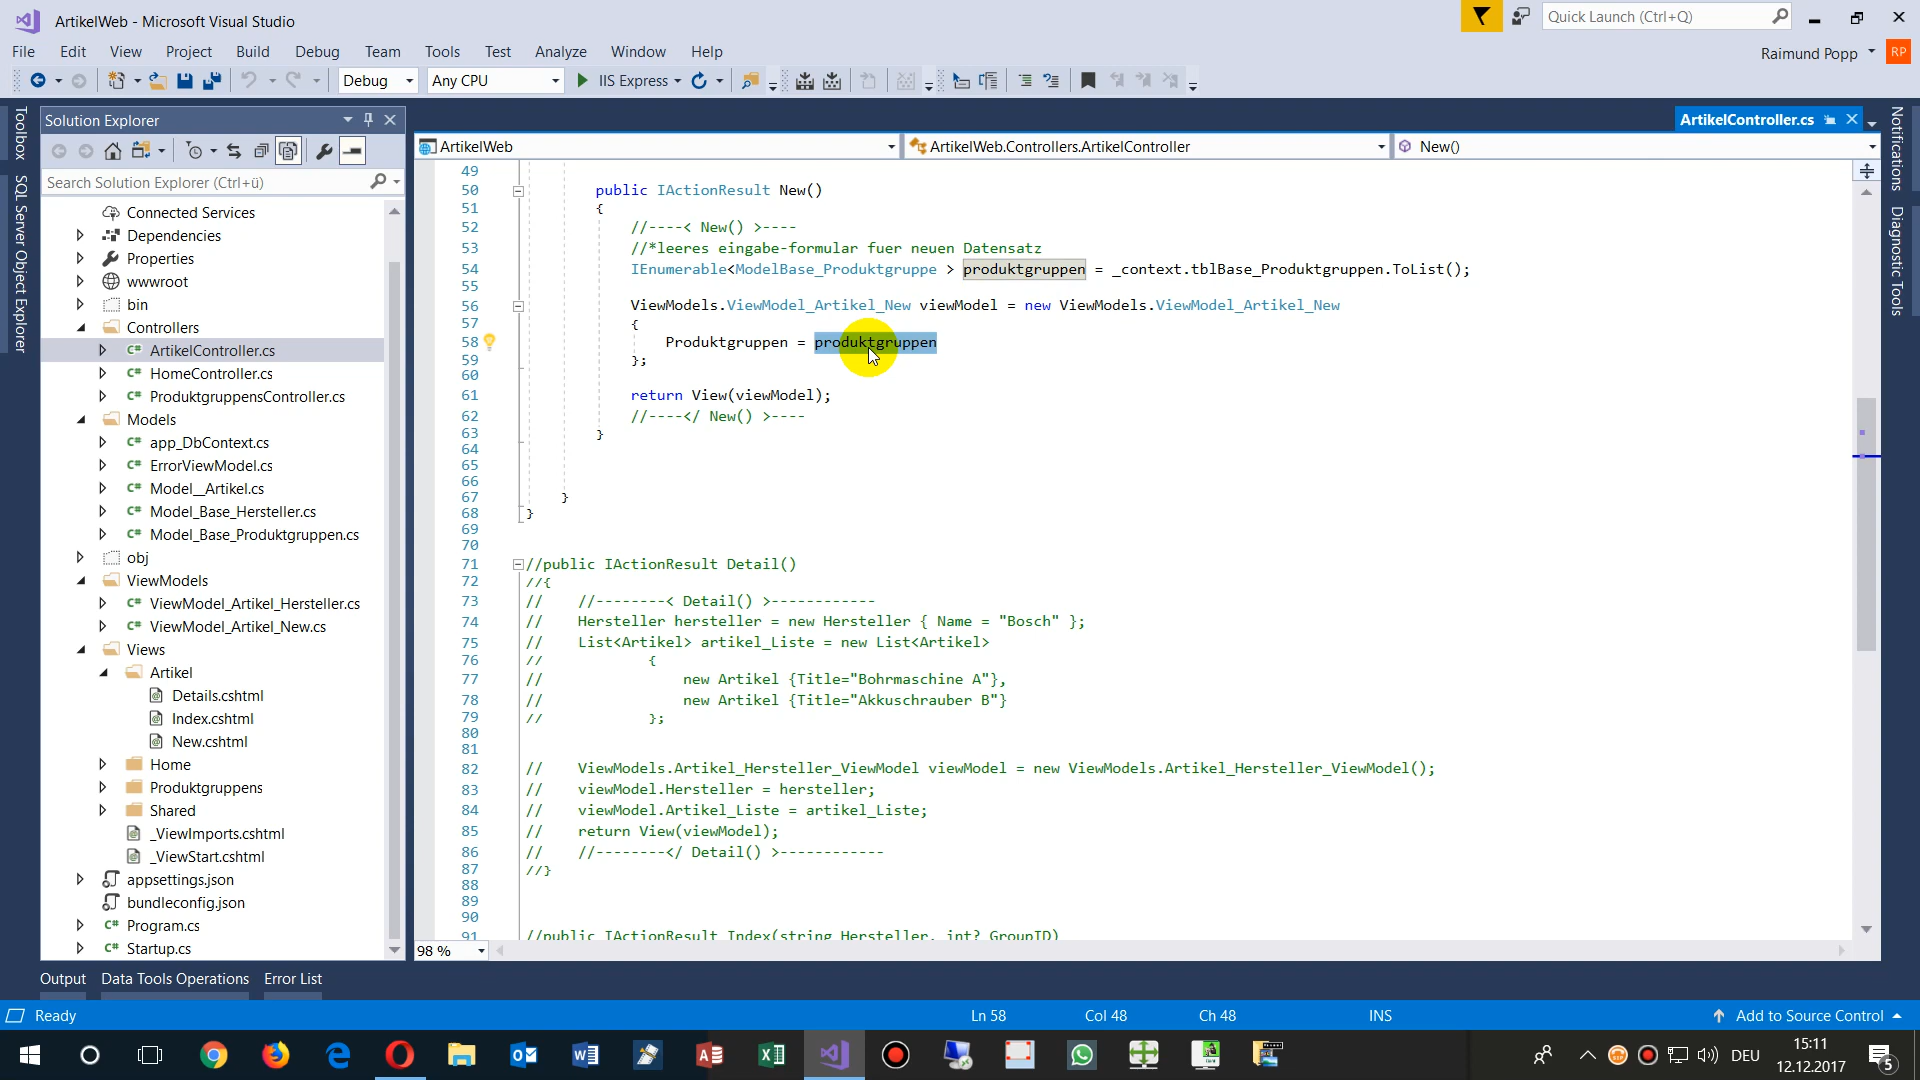 ArtikelWeb - Microsoft Visual Studio
Quick Launch (Ctrl+Q)
File Edit View Project Build Debug Team Tools Test Analyze Window Help
Raimund Popp RP
Debug Any CPU IIS Express
Toolbox
SQL Server Object Explorer
Solution Explorer
Search Solution Explorer (Ctrl+ü)
Connected Services
Dependencies
Properties
wwwroot
bin
Controllers
ArtikelController.cs
HomeController.cs
ProduktgruppensController.cs
Models
app_DbContext.cs
ErrorViewModel.cs
Model__Artikel.cs
Model_Base_Hersteller.cs
Model_Base_Produktgruppen.cs
obj
ViewModels
ViewModel_Artikel_Hersteller.cs
ViewModel_Artikel_New.cs
Views
Artikel
Details.cshtml
Index.cshtml
New.cshtml
Home
Produktgruppens
Shared
_ViewImports.cshtml
_ViewStart.cshtml
appsettings.json
bundleconfig.json
Program.cs
Startup.cs
ArtikelController.cs
ArtikelWeb ArtikelWeb.Controllers.ArtikelController New()
49
50 public IActionResult New()
51 {
52 //----< New() >----
53 //*leeres eingabe-formular fuer neuen Datensatz
54 IEnumerable<ModelBase_Produktgruppe > produktgruppen = _context.tblBase_Produktgruppen.ToList();
55
56 ViewModels.ViewModel_Artikel_New viewModel = new ViewModels.ViewModel_Artikel_New
57 {
58 Produktgruppen = produktgruppen
59 };
60
61 return View(viewModel);
62 //----</ New() >----
63 }
64
65
66
67 }
68 }
69
70
71 //public IActionResult Detail()
72 //{
73 // //--------< Detail() >------------
74 // Hersteller hersteller = new Hersteller { Name = "Bosch" };
75 // List<Artikel> artikel_Liste = new List<Artikel>
76 // {
77 // new Artikel {Title="Bohrmaschine A"},
78 // new Artikel {Title="Akkuschrauber B"}
79 // };
80
81
82 // ViewModels.Artikel_Hersteller_ViewModel viewModel = new ViewModels.Artikel_Hersteller_ViewModel();
83 // viewModel.Hersteller = hersteller;
84 // viewModel.Artikel_Liste = artikel_Liste;
85 // return View(viewModel);
86 // //--------</ Detail() >------------
87 //}
88
89
90
91 //public IActionResult Index(string Hersteller, int? GroupID)
98 %
Notifications
Diagnostic Tools
Output Data Tools Operations Error List
Ready Ln 58 Col 48 Ch 48 INS Add to Source Control
DEU 15:11
12.12.2017
5